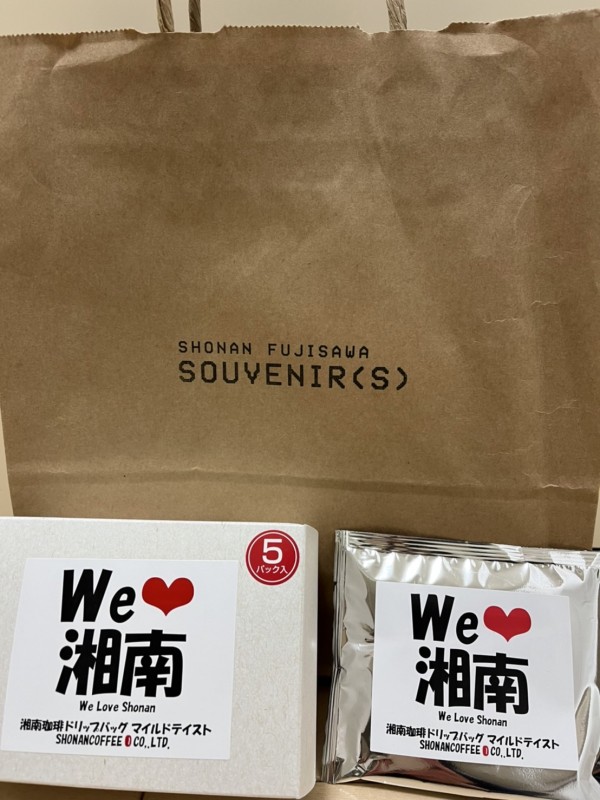 SHONAN FUJISAWA
SOUVENIR(S)
5
パック入
We
湘南
We Love Shonan
湘南珈琲ドリップバッグ マイルドテイスト
SHONANCOFFEE CO.,LTD.
We
湘南
We Love Shonan
湘南珈琲ドリップバッグ マイルドテイスト
SHONANCOFFEE CO.,LTD.